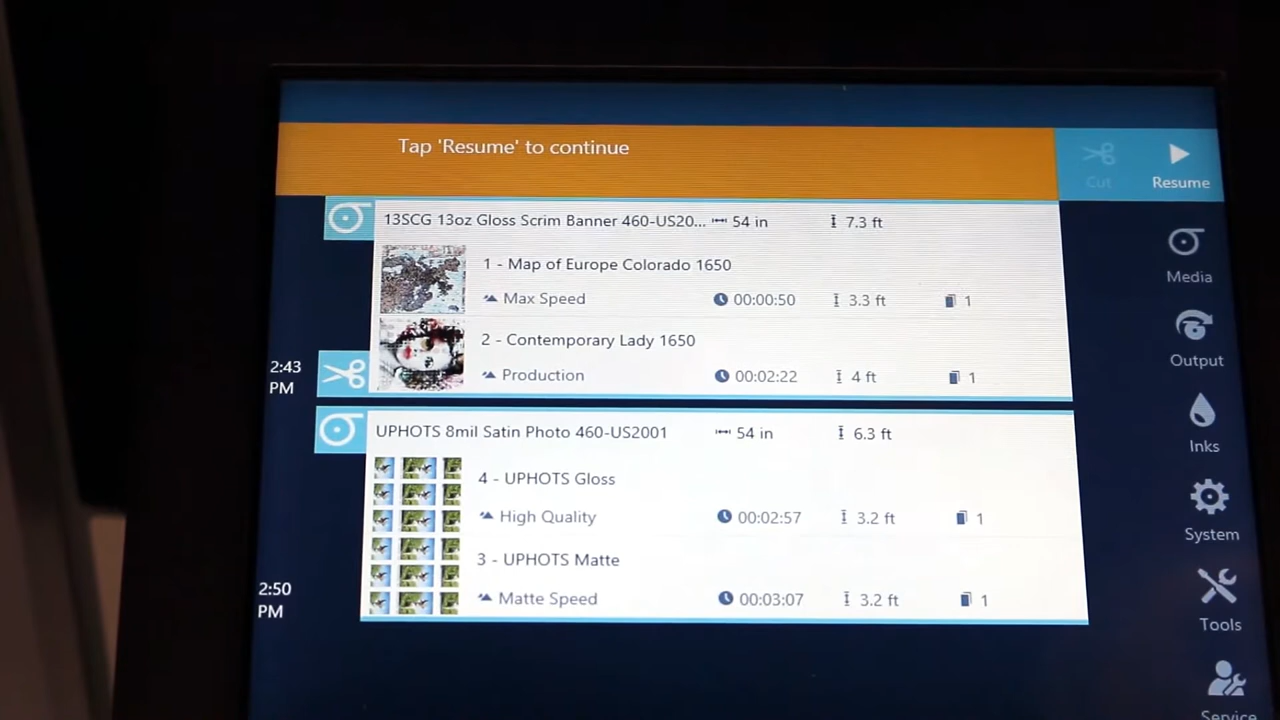 Tap 'Resume' to continue
Cut
Resume
13SCG 13oz Gloss Scrim Banner 460-US20... 54 in 7.3 ft
1 - Map of Europe Colorado 1650
Max Speed 00:00:50 3.3 ft 1
2 - Contemporary Lady 1650
Production 00:02:22 4 ft 1
2:43
PM
UPHOTS 8mil Satin Photo 460-US2001 54 in 6.3 ft
4 - UPHOTS Gloss
High Quality 00:02:57 3.2 ft 1
3 - UPHOTS Matte
Matte Speed 00:03:07 3.2 ft 1
2:50
PM
Media
Output
Inks
System
Tools
Service